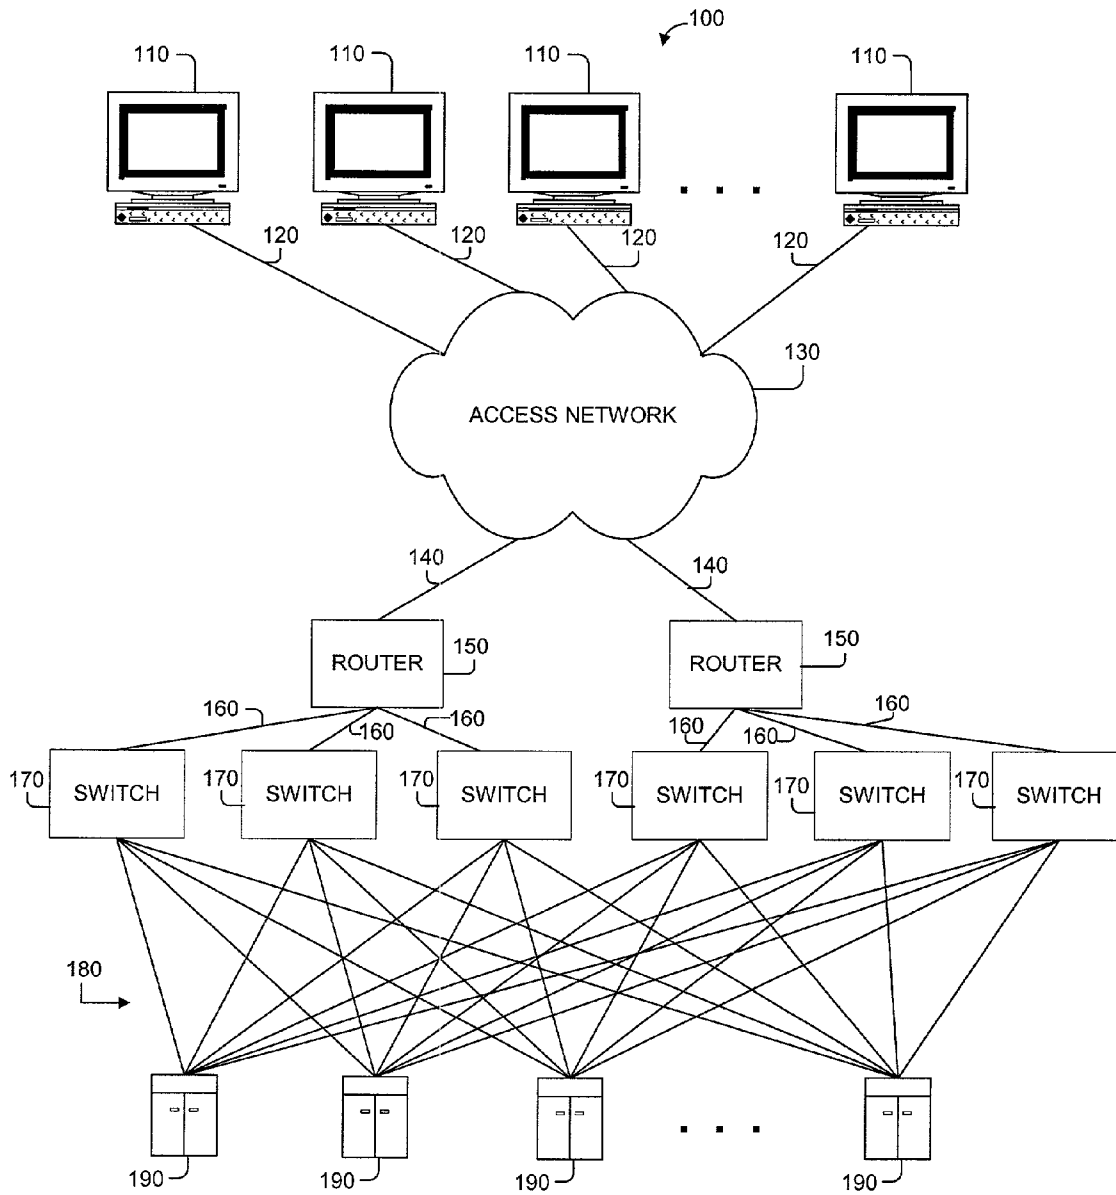 100
110 110 110 110
120 120 120 120
130
ACCESS NETWORK
140 140
ROUTER 150 ROUTER 150
160 160 160 160 160 160
170 SWITCH 170 SWITCH 170 SWITCH 170 SWITCH 170 SWITCH 170 SWITCH
180
190 190 190 190